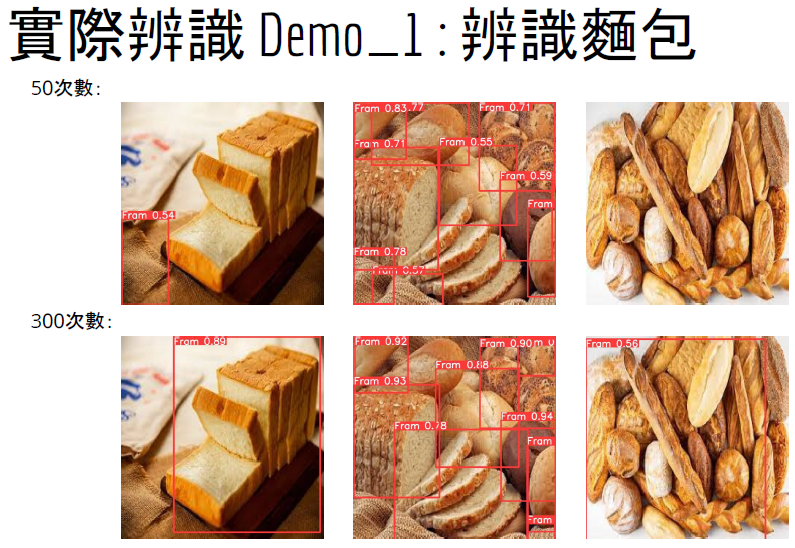 實際辨識 Demo_1 : 辨識麵包
50次數:
Fram 0.54
Fram 0.83
.77
Fram 0.71
Fram 0.71
Fram 0.55
Fram 0.59
Fram
Fram 0.78
Fram 0.57
300次數:
Fram 0.89
Fram 0.92
Fram 0.90
Fram 0.88
Fram 0.93
Fram 0.94
Fram 0.78
Fram
Fram
Fram 0.56